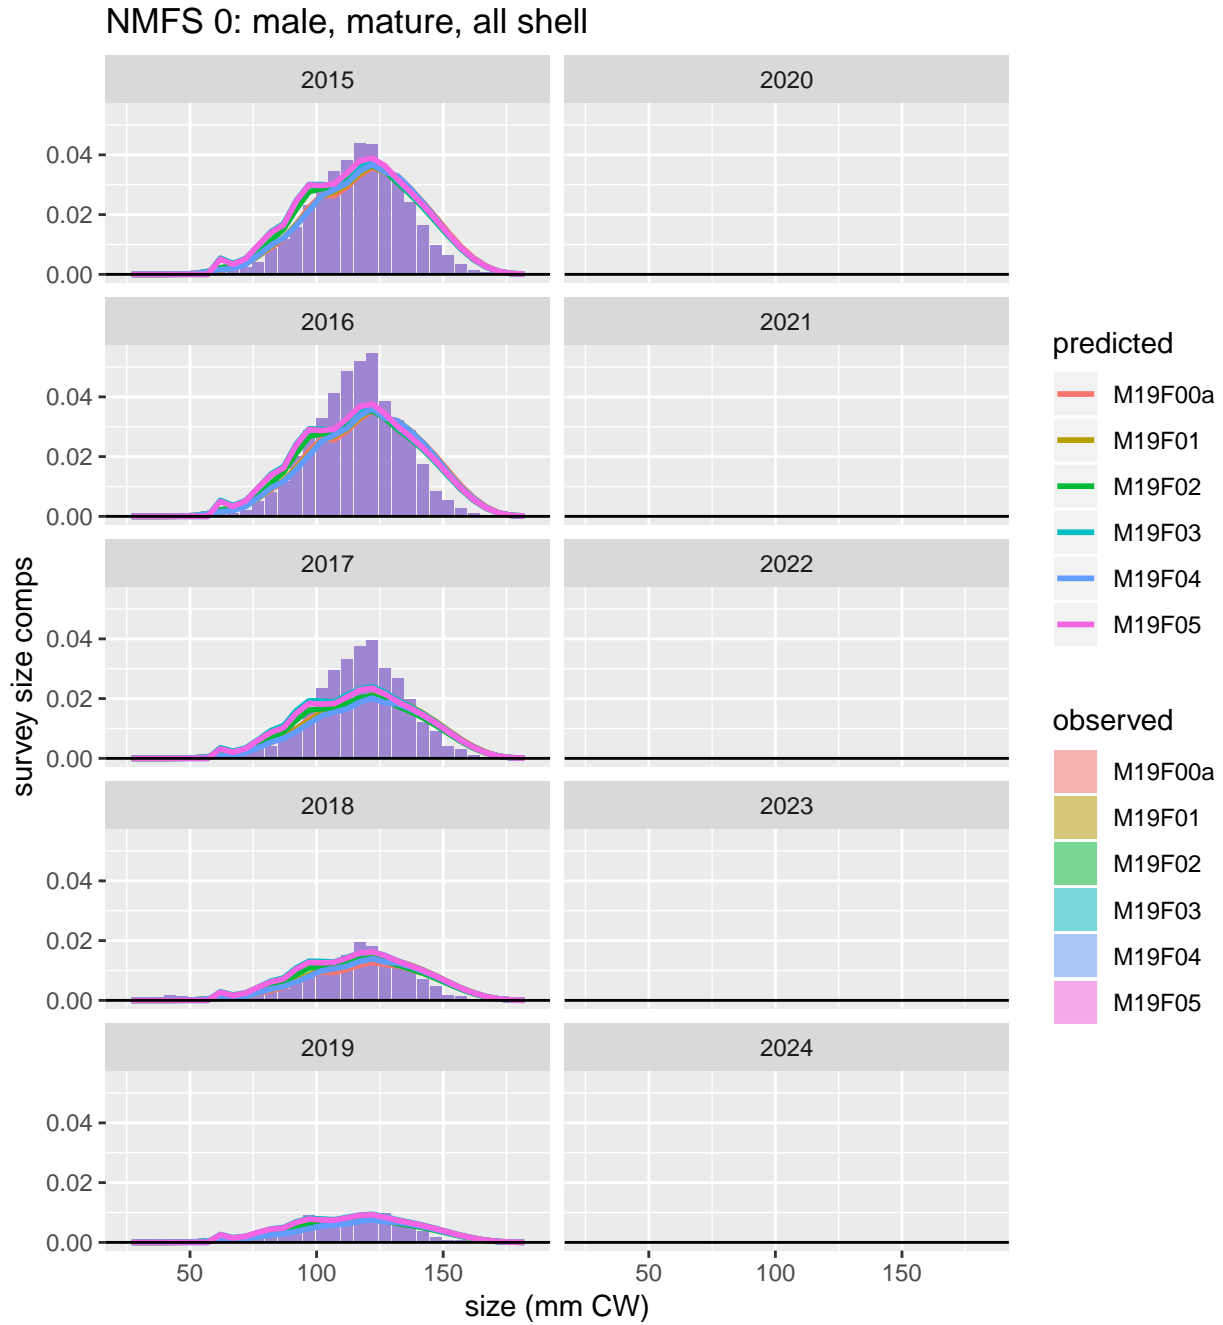 NMFS 0: male, mature, all shell
2015
2020
0.04
0.02
0.00
2016
2021
0.04
0.02
0.00
2017
2022
0.04
0.02
0.00
2018
2023
0.04
0.02
0.00
2019
2024
0.04
0.02
0.00
50
100
150
50
100
150
size (mm CW)
survey size comps
predicted
M19F00a
M19F01
M19F02
M19F03
M19F04
M19F05
observed
M19F00a
M19F01
M19F02
M19F03
M19F04
M19F05